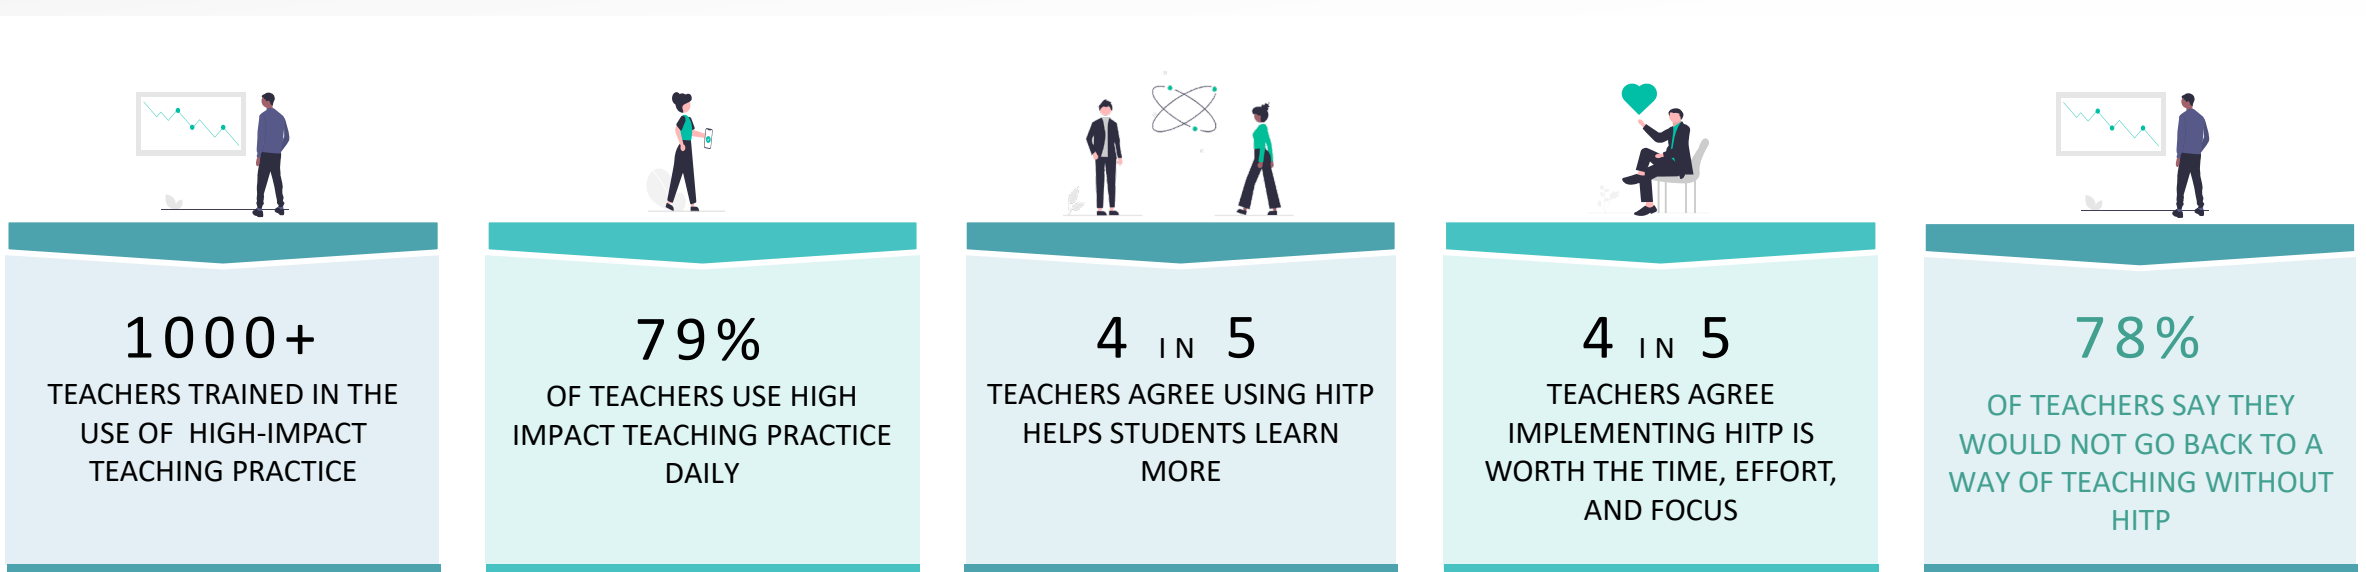 1000+
TEACHERS TRAINED IN THE
USE OF HIGH-IMPACT
TEACHING PRACTICE
79%
OF TEACHERS USE HIGH
IMPACT TEACHING PRACTICE
DAILY
4 IN 5
TEACHERS AGREE USING HITP
HELPS STUDENTS LEARN
MORE
4 IN 5
TEACHERS AGREE
IMPLEMENTING HITP IS
WORTH THE TIME, EFFORT,
AND FOCUS
78%
OF TEACHERS SAY THEY
WOULD NOT GO BACK TO A
WAY OF TEACHING WITHOUT
HITP